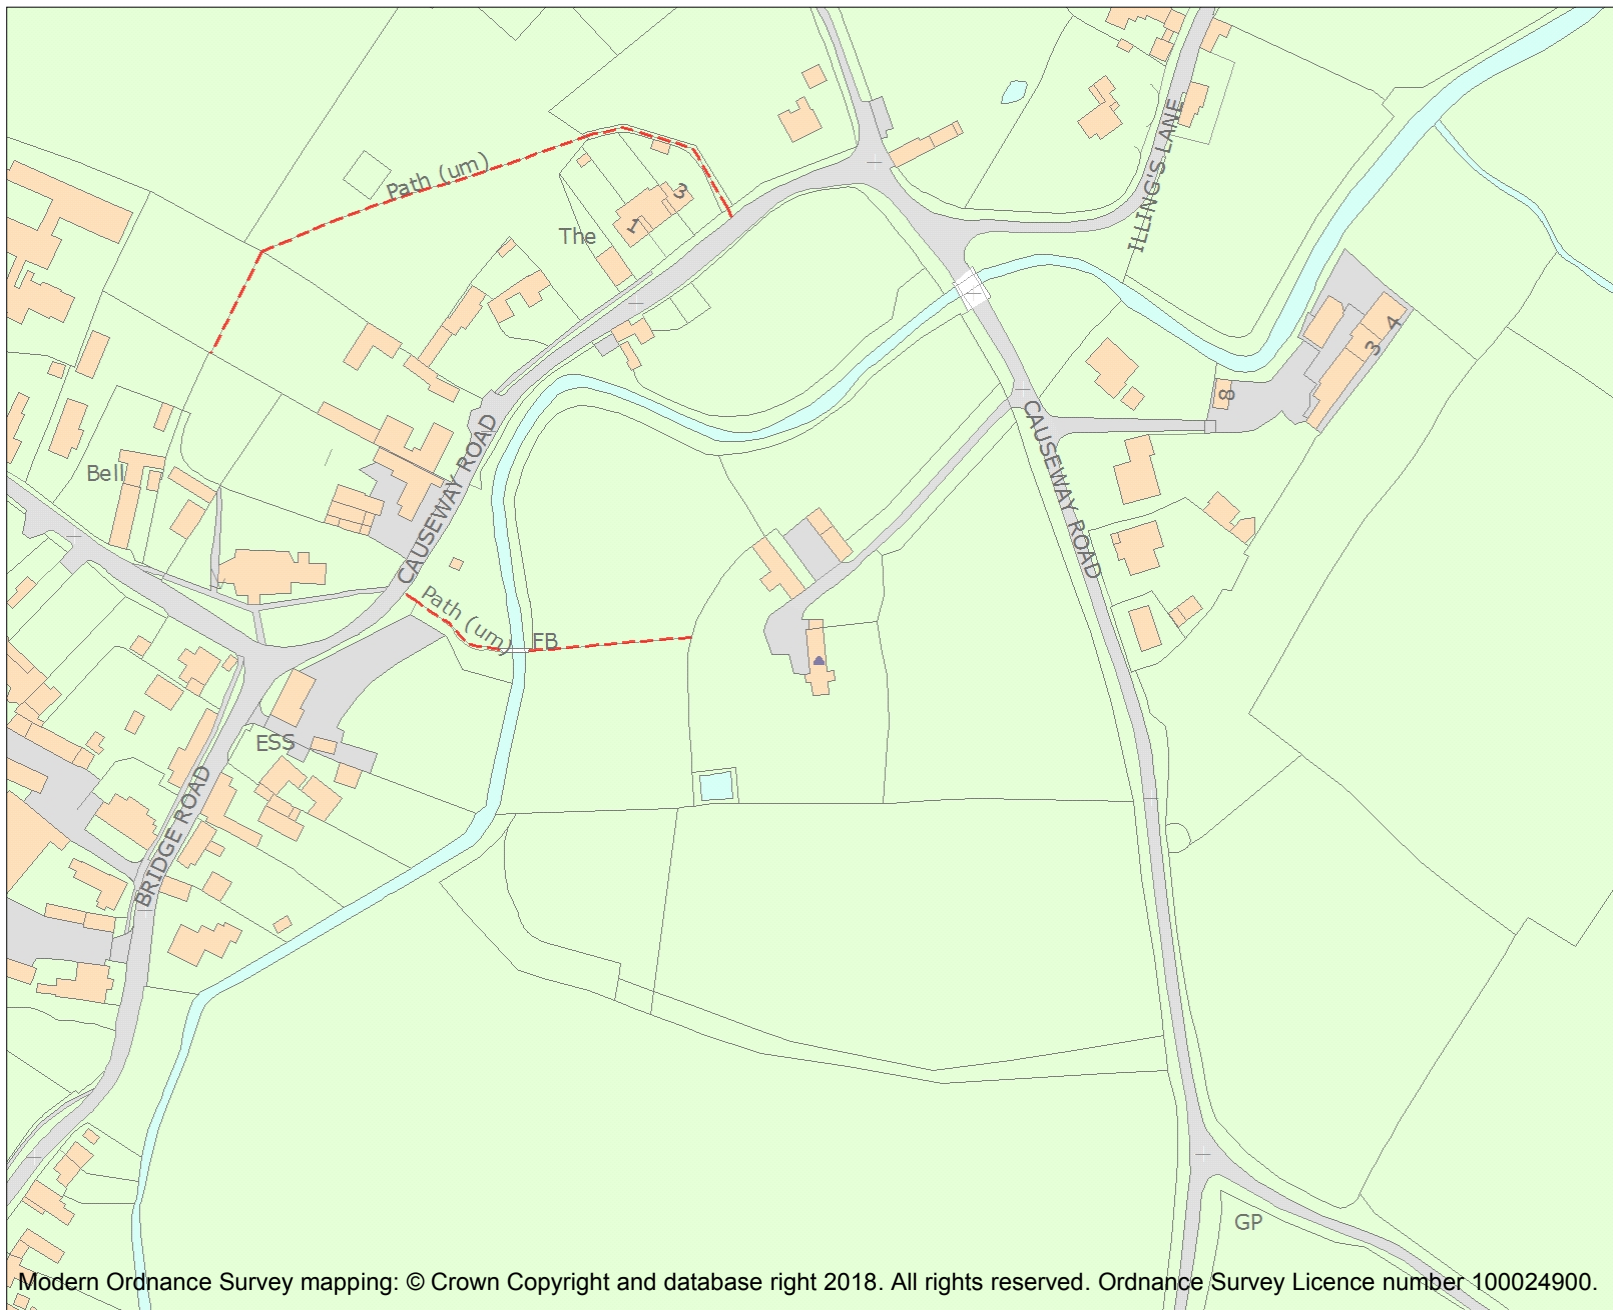 ILLING'S LANE
Path (um)
3
1
The
4
3
8
CAUSEWAY ROAD
CAUSEWAY ROAD
Bell
Path (um)
FB
ESS
BRIDGE ROAD
GP
Modern Ordnance Survey mapping: © Crown Copyright and database right 2018. All rights reserved. Ordnance Survey Licence number 100024900.